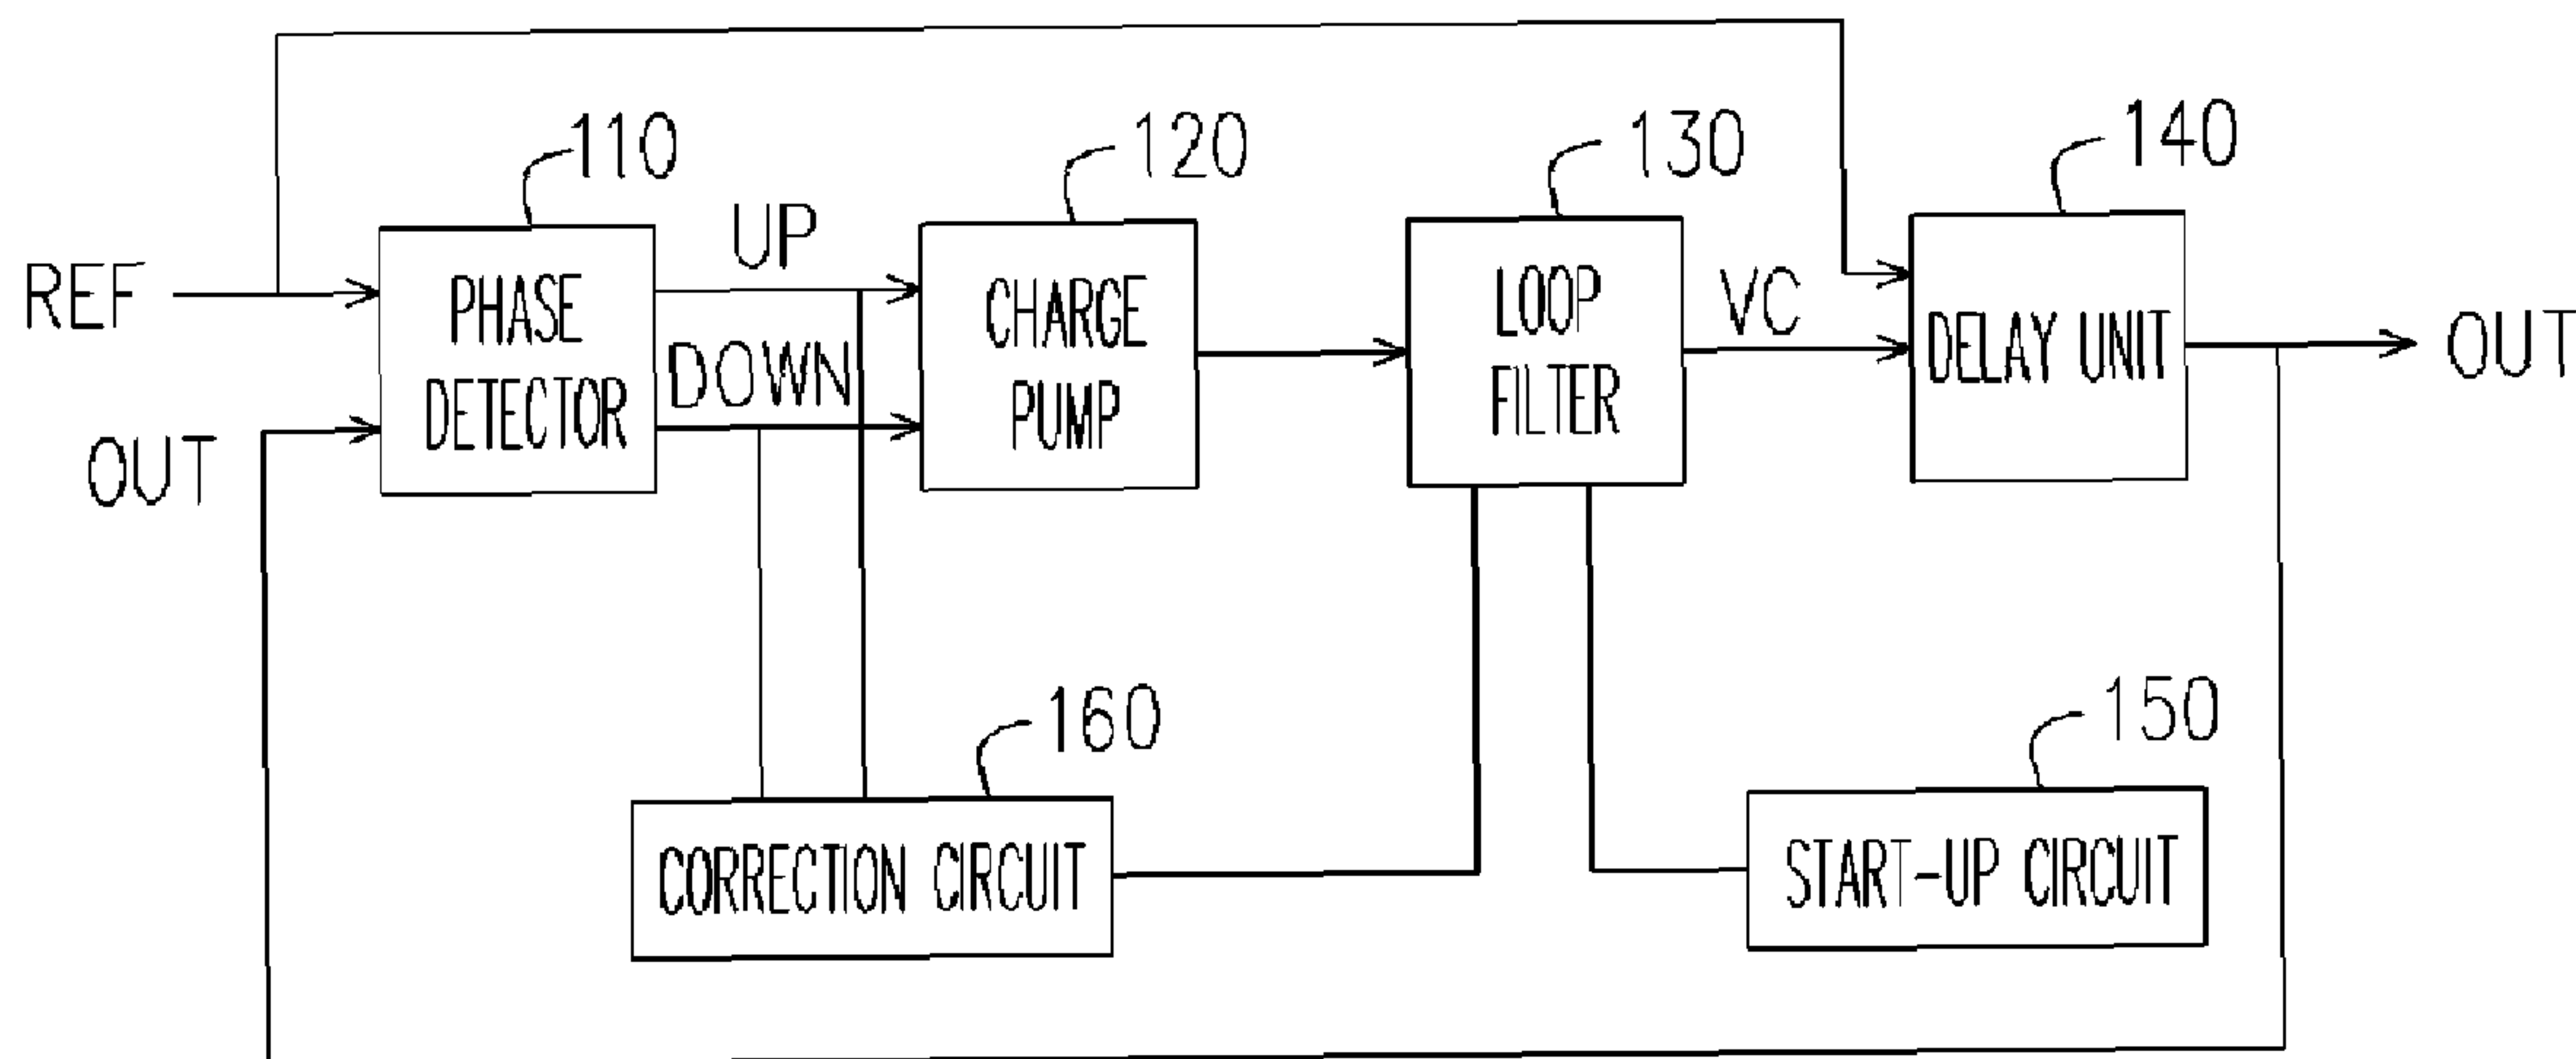 110
120
130
140
REF
UP
PHASE
DETECTOR
DOWN
CHARGE
PUMP
LOOP
FILTER
VC
DELAY UNIT
OUT
OUT
160
150
CORRECTION CIRCUIT
START-UP CIRCUIT